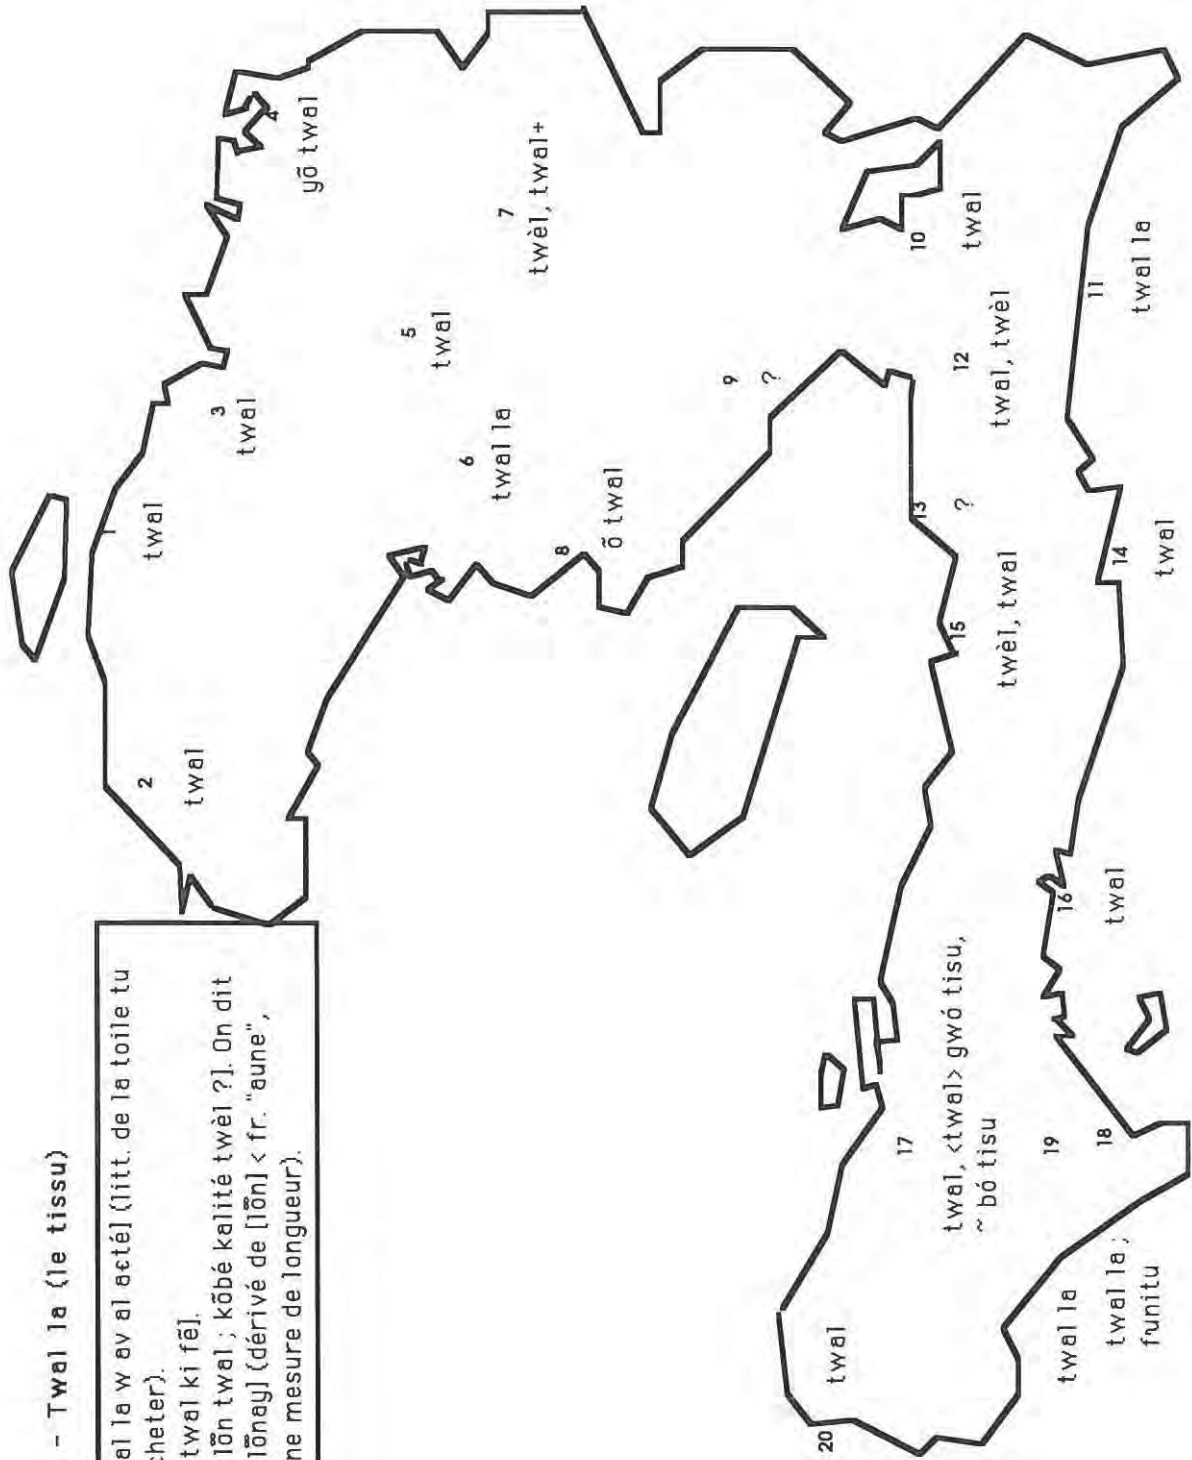 - Twal la (le tissu)
al la w av al aꞓté] (litt. de la toile tu
cheter).
twal ki fẽ].
lõn twal ; kõbé kalité twèl ?]. On dit
lõnay] (dérivé de [lõn] < fr. "aune",
ne mesure de longueur).
1
twal
2
twal
3
twal
4
yõ twal
5
twal
6
twal la
7
twèl, twal+
8
õ twal
9
?
10
twal
11
twal la
12
twal, twèl
13
?
14
twal
15
twèl, twal
16
twal
17
twal, <twal> gwó tisu,
~ bó tisu
18
twal la ;
frunitu
19
twal la
20
twal